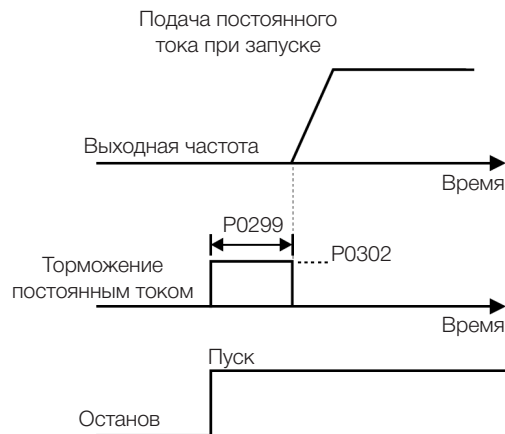 Подача постоянного
тока при запуске
Выходная частота
Время
P0299
P0302
Торможение
постоянным током
Время
Пуск
Останов